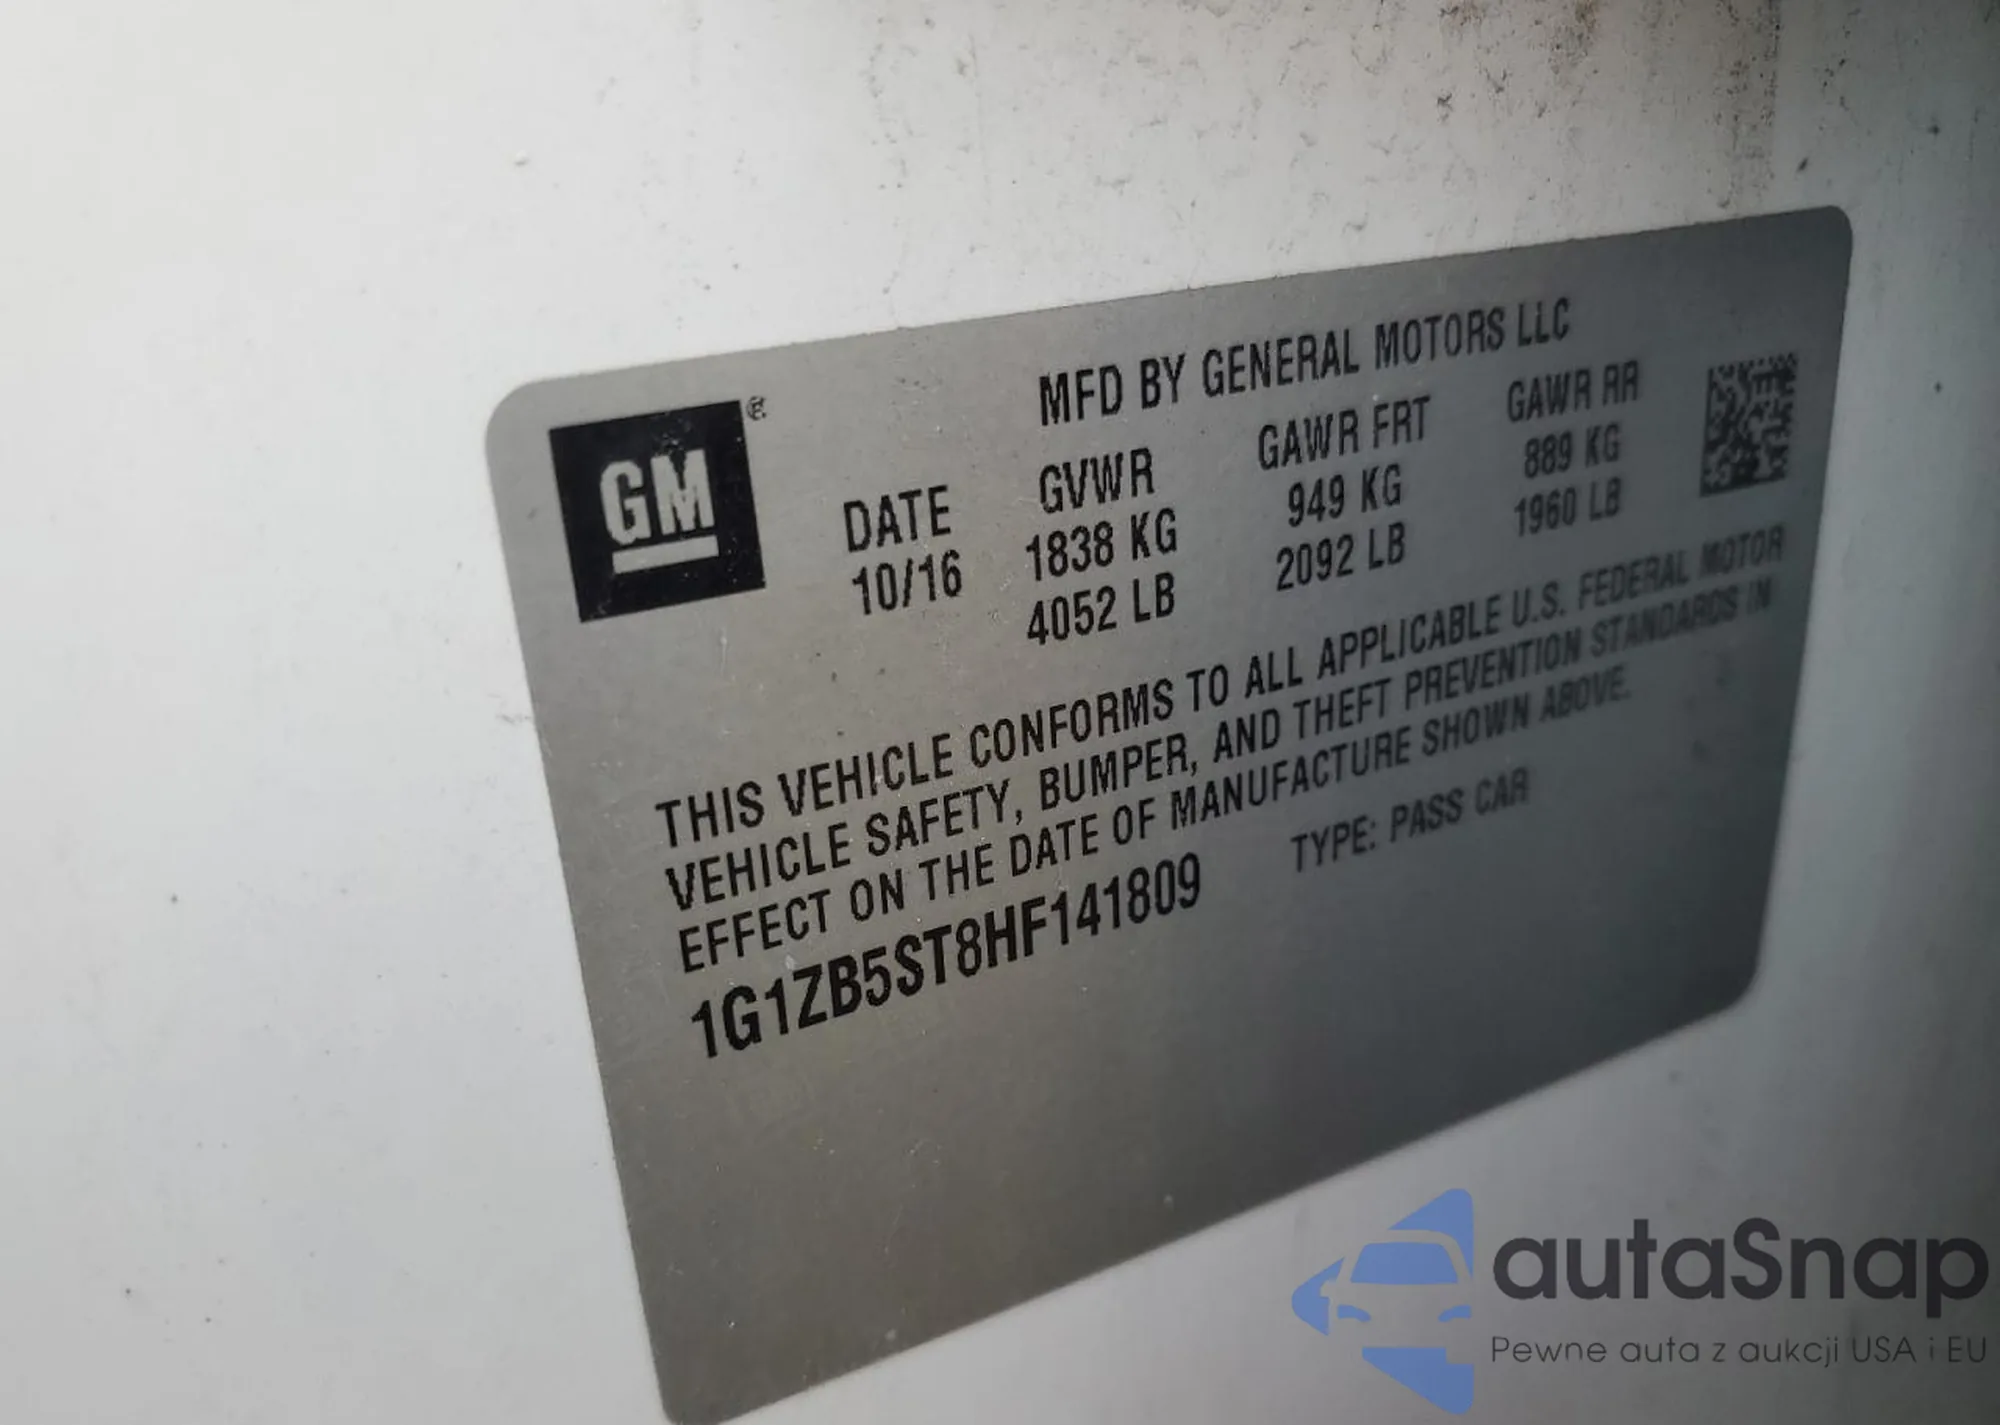 MFD BY GENERAL MOTORS LLC
GM ®
DATE GVWR GAWR FRT GAWR RR
10/16 1838 KG 949 KG 889 KG
4052 LB 2092 LB 1960 LB
THIS VEHICLE CONFORMS TO ALL APPLICABLE U.S. FEDERAL MOTOR
VEHICLE SAFETY, BUMPER, AND THEFT PREVENTION STANDARDS IN
EFFECT ON THE DATE OF MANUFACTURE SHOWN ABOVE.
1G1ZB5ST8HF141809 TYPE: PASS CAR
autaSnap
Pewne auta z aukcji USA i EU